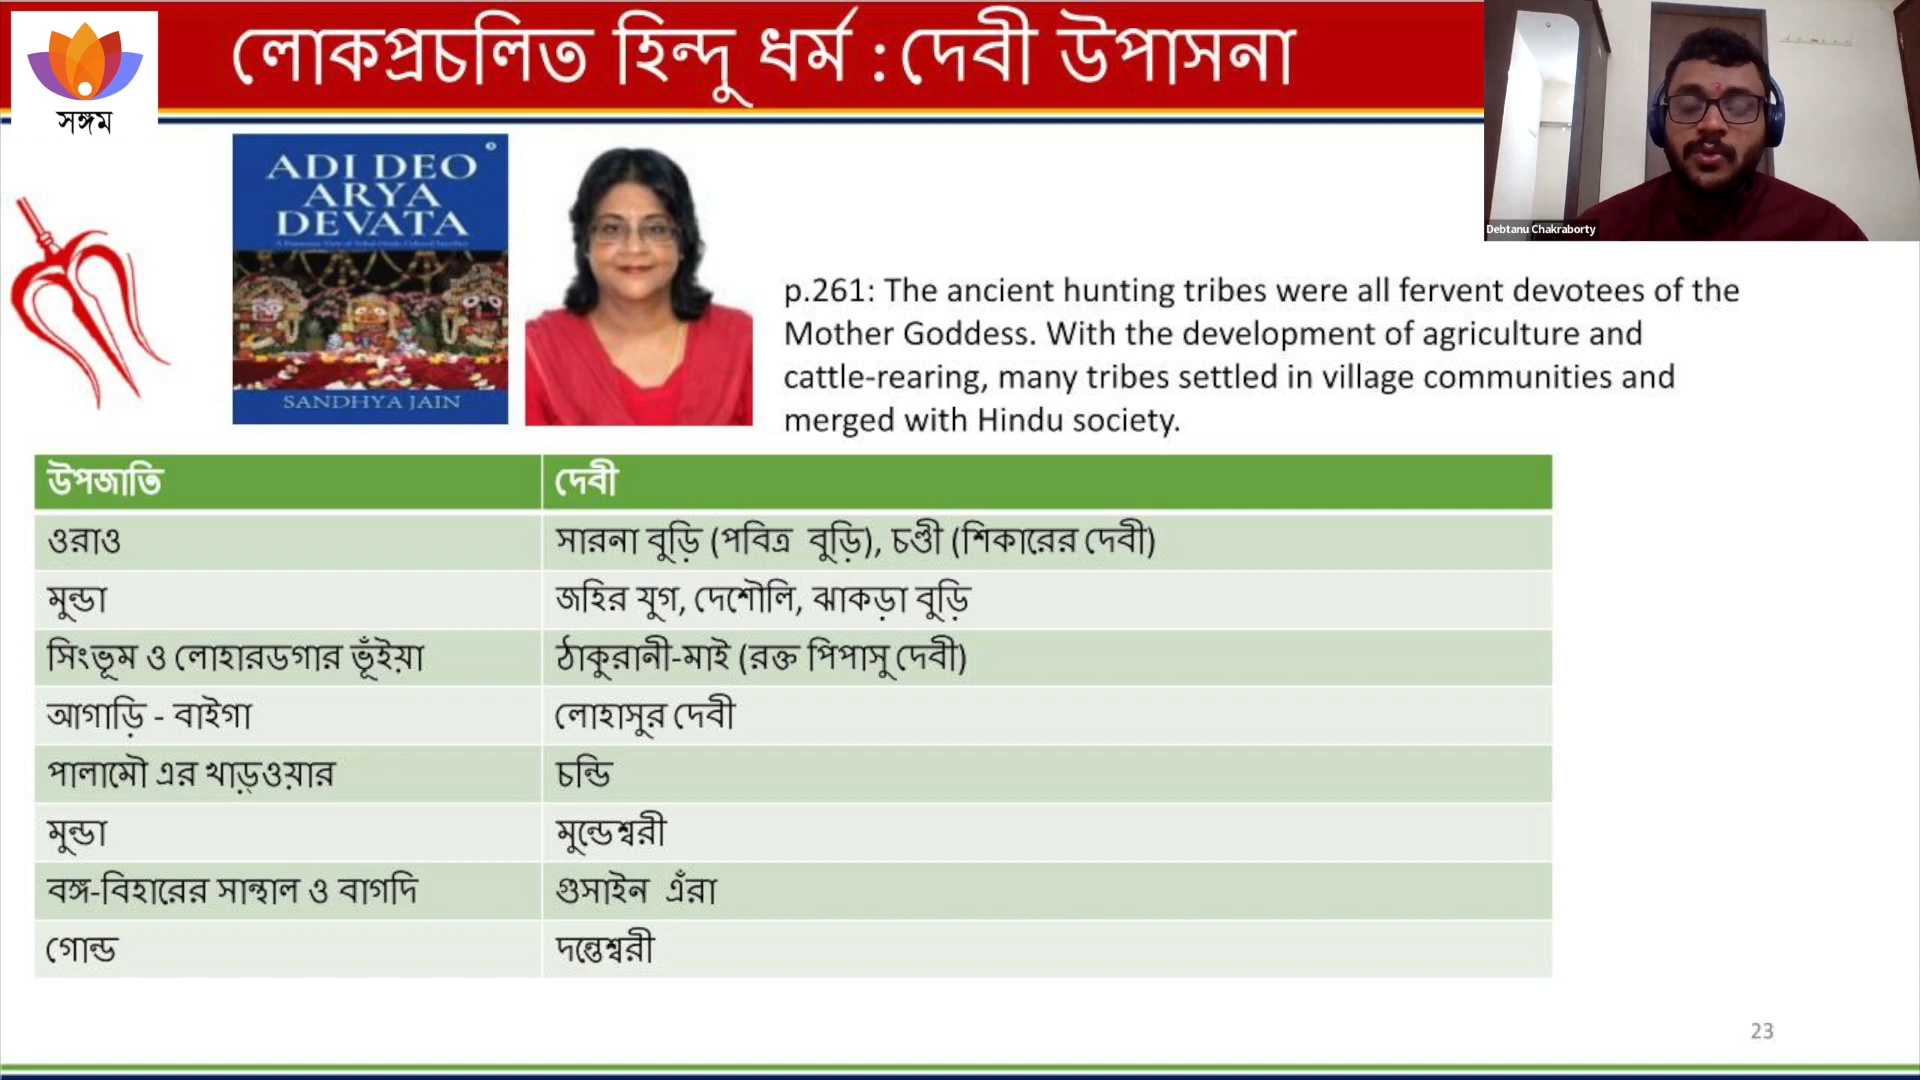 লোকপ্রচলিত হিন্দু ধর্ম : দেবী উপাসনা
সঙ্গম
ADI DEO
ARYA
DEVATA
SANDHYA JAIN
Debtanu Chakraborty
p.261: The ancient hunting tribes were all fervent devotees of the
Mother Goddess. With the development of agriculture and
cattle-rearing, many tribes settled in village communities and
merged with Hindu society.
উপজাতি দেবী
ওরাও সারনা বুড়ি (পবিত্র বুড়ি), চণ্ডী (শিকারের দেবী)
মুন্ডা জহির যুগ, দেশৌলি, ঝাকড়া বুড়ি
সিংভূম ও লোহারডগার ভূঁইয়া ঠাকুরানী-মাই (রক্ত পিপাসু দেবী)
আগাড়ি - বাইগা লোহাসুর দেবী
পালামৌ এর খাড়্ওয়ার চন্ডি
মুন্ডা মুন্ডেশ্বরী
বঙ্গ-বিহারের সান্থাল ও বাগদি গুসাইন এঁরা
গোন্ড দন্তেশ্বরী
23